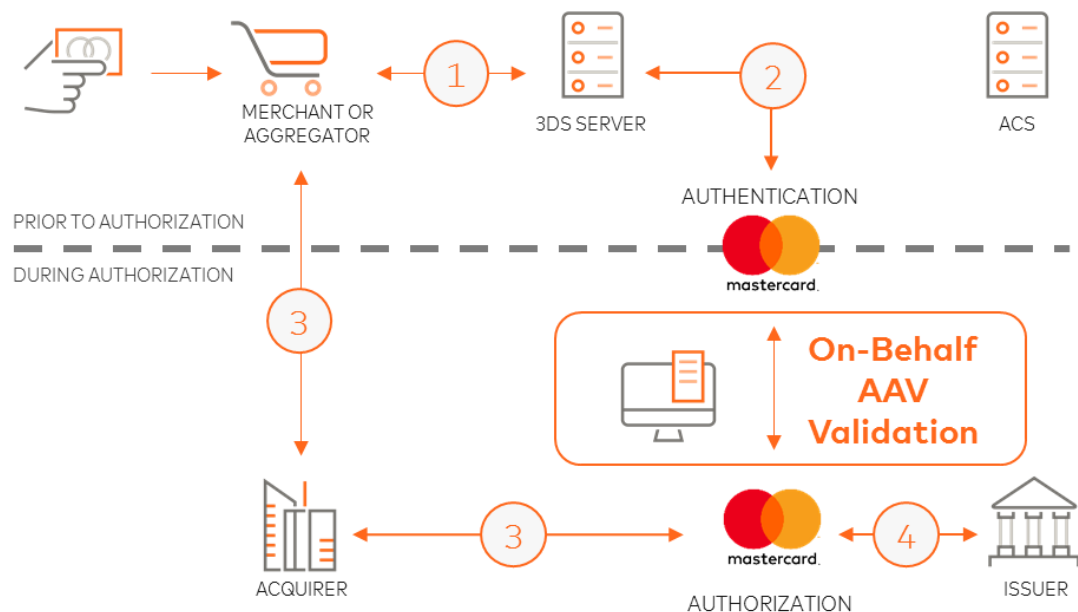 1
2
MERCHANT OR
AGGREGATOR
3DS SERVER
ACS
AUTHENTICATION
PRIOR TO AUTHORIZATION
DURING AUTHORIZATION
mastercard.
3
On-Behalf
AAV
Validation
3
mastercard.
4
ACQUIRER
AUTHORIZATION
ISSUER